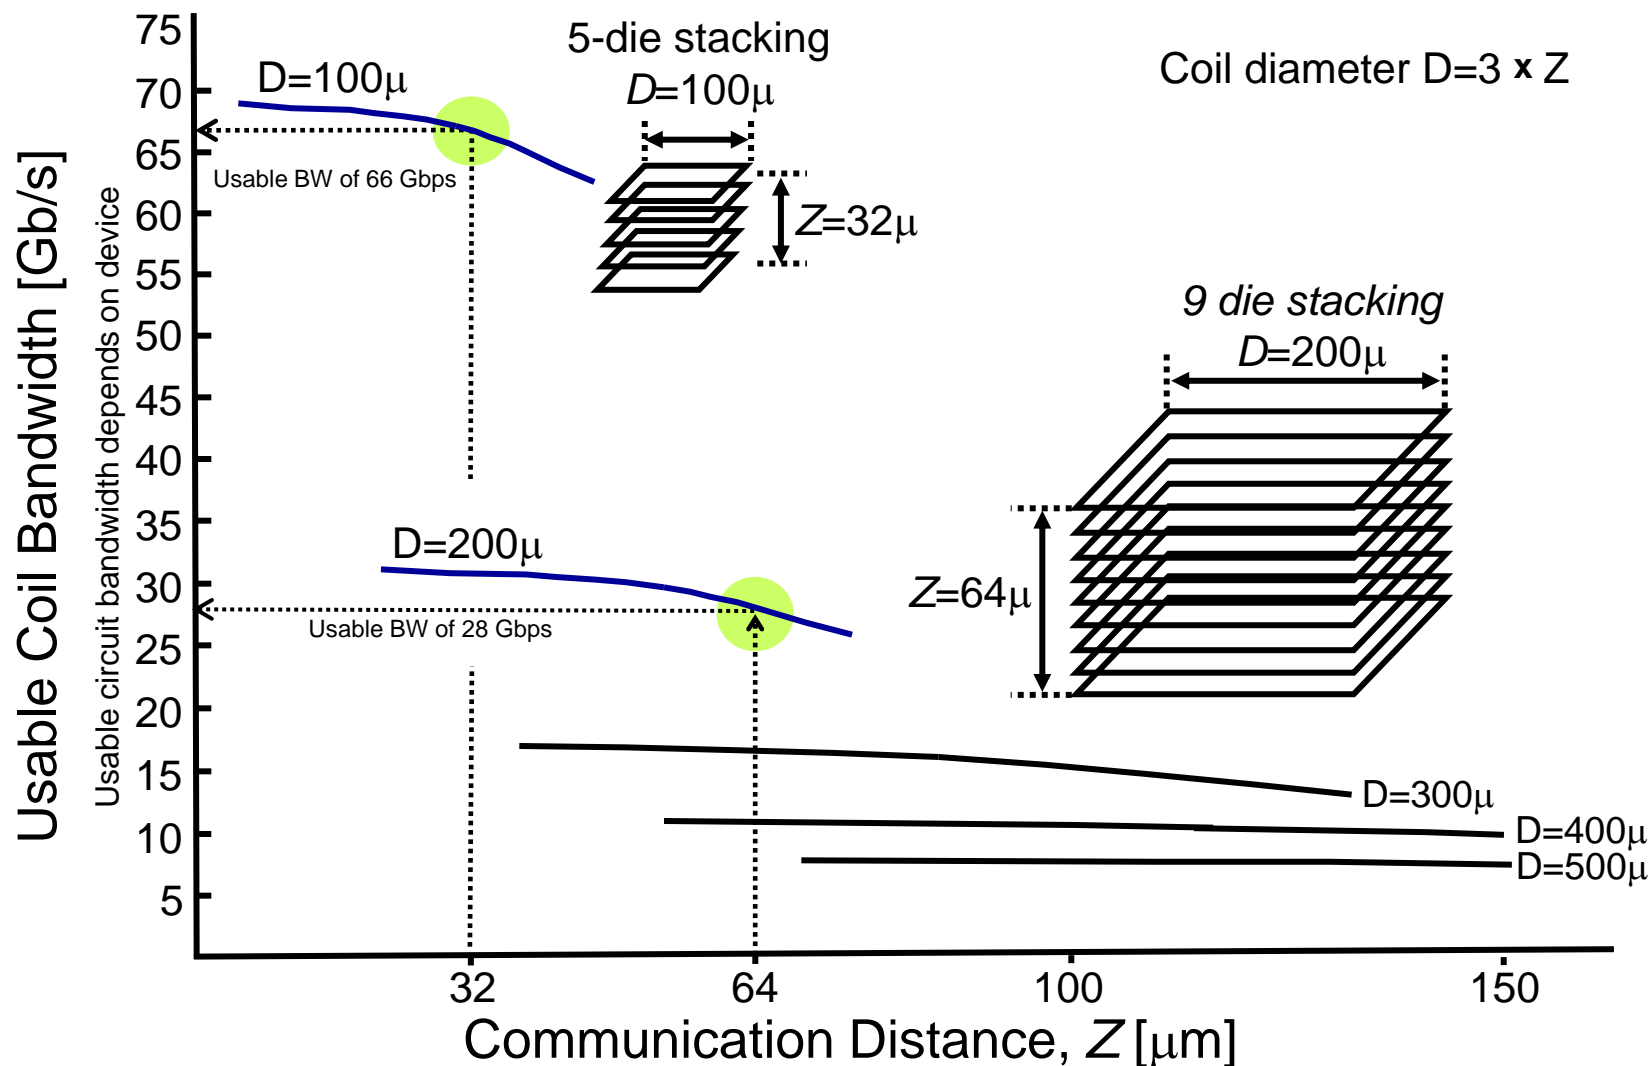 5-die stacking
D=100μ
Coil diameter D=3 x Z
D=100μ
Usable BW of 66 Gbps
Z=32μ
9 die stacking
D=200μ
D=200μ
Z=64μ
Usable BW of 28 Gbps
D=300μ
D=400μ
D=500μ
75
70
65
60
55
50
45
40
35
30
25
20
15
10
5
Usable Coil Bandwidth [Gb/s]
Usable circuit bandwidth depends on device
32 64 100 150
Communication Distance, Z [μm]